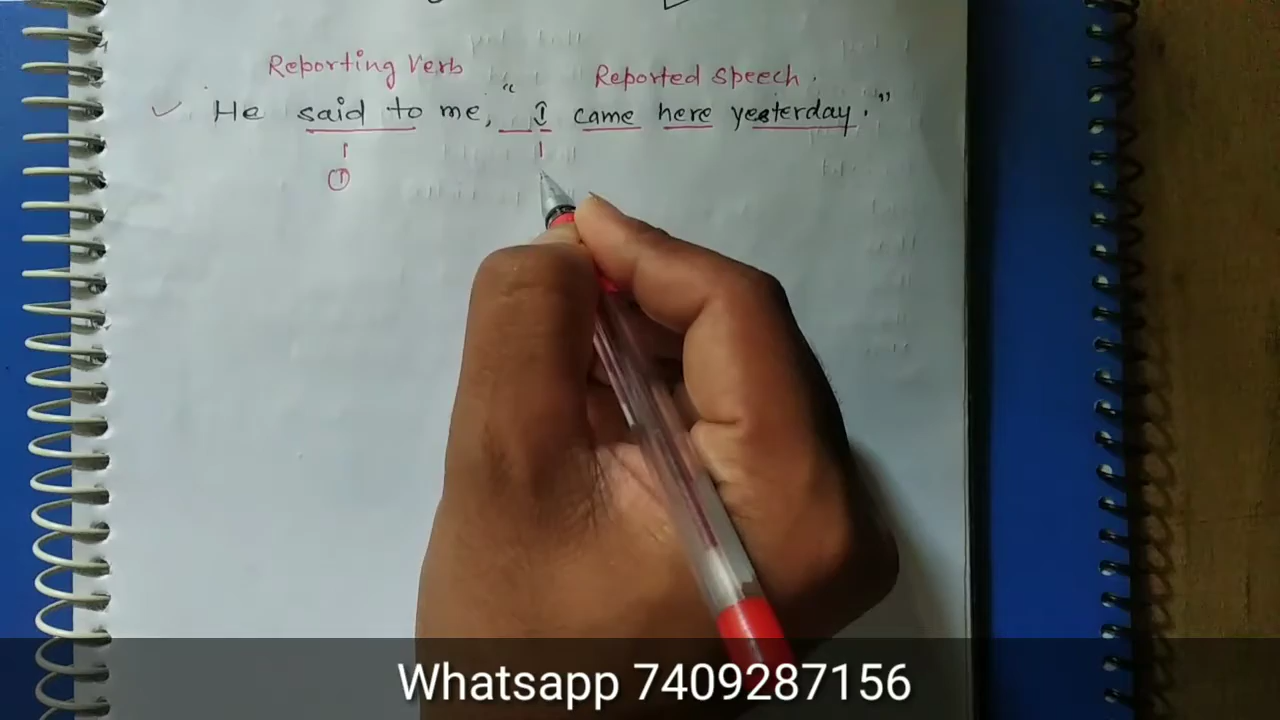 Reporting Verb Reported speech.
He said to me, "I came here yesterday."
1
Whatsapp 7409287156